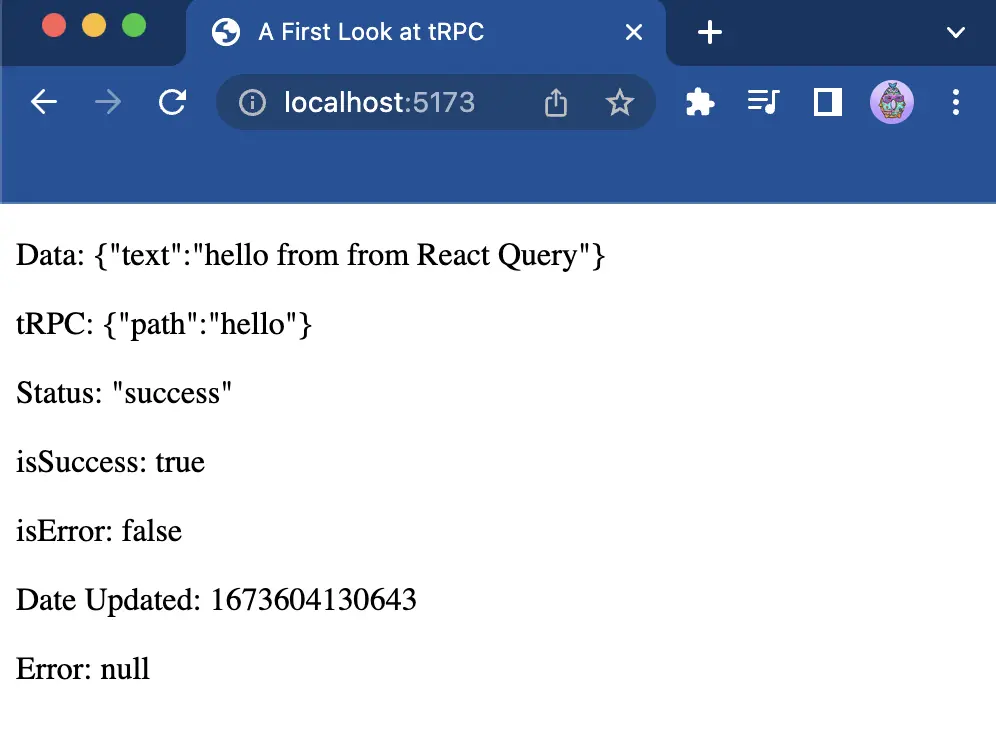 A First Look at tRPC
localhost:5173
Data: {"text":"hello from from React Query"}
tRPC: {"path":"hello"}
Status: "success"
isSuccess: true
isError: false
Date Updated: 1673604130643
Error: null